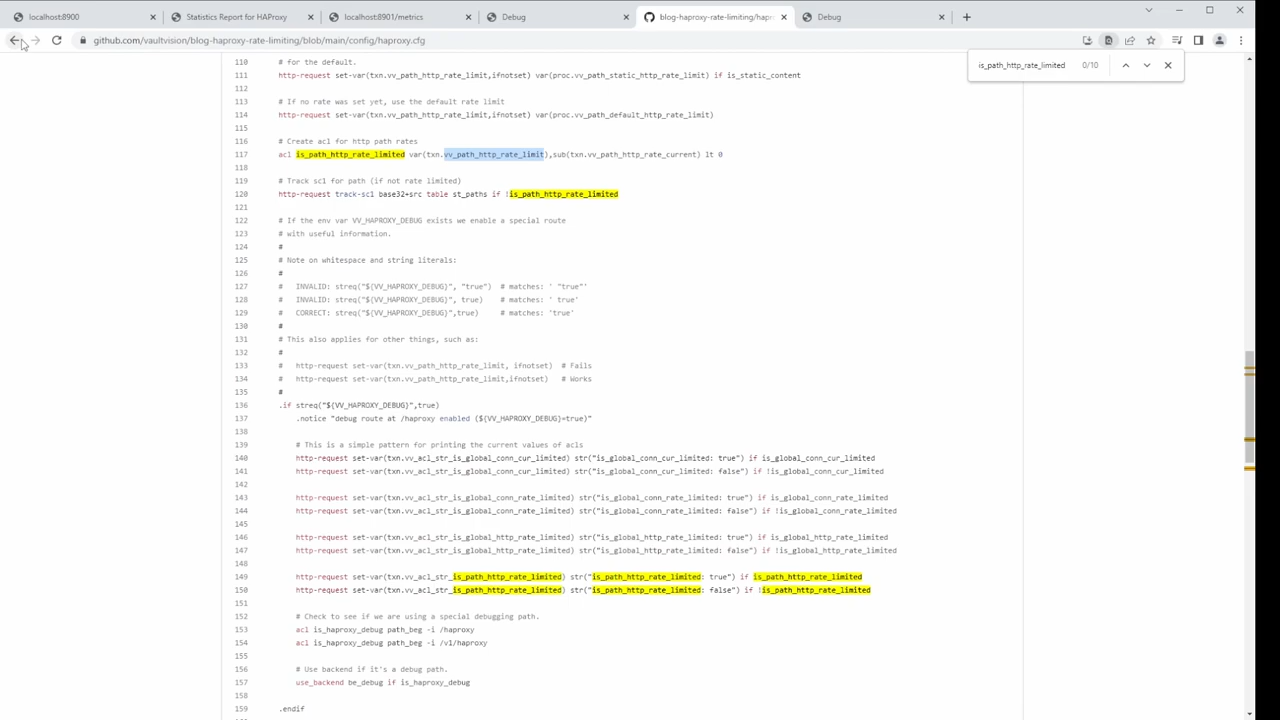 localhost:8900
Statistics Report for HAProxy
localhost:8901/metrics
Debug
blog-haproxy-rate-limiting/hapr
Debug
github.com/vaultvision/blog-haproxy-rate-limiting/blob/main/config/haproxy.cfg
is_path_http_rate_limited 0/10
110 # for the default.
111 http-request set-var(txn.vv_path_http_rate_limit,ifnotset) var(proc.vv_path_static_http_rate_limit) if is_static_content
112
113 # If no rate was set yet, use the default rate limit
114 http-request set-var(txn.vv_path_http_rate_limit,ifnotset) var(proc.vv_path_default_http_rate_limit)
115
116 # Create acl for http path rates
117 acl is_path_http_rate_limited var(txn.vv_path_http_rate_limit),sub(txn.vv_path_http_rate_current) lt 0
118
119 # Track sc1 for path (if not rate limited)
120 http-request track-sc1 base32+src table st_paths if !is_path_http_rate_limited
121
122 # If the env var VV_HAPROXY_DEBUG exists we enable a special route
123 # with useful information.
124 #
125 # Note on whitespace and string literals:
126 #
127 # INVALID: streq("${VV_HAPROXY_DEBUG}", "true") # matches: ' "true"'
128 # INVALID: streq("${VV_HAPROXY_DEBUG}", true) # matches: ' true'
129 # CORRECT: streq("${VV_HAPROXY_DEBUG}",true) # matches: 'true'
130 #
131 # This also applies for other things, such as:
132 #
133 # http-request set-var(txn.vv_path_http_rate_limit, ifnotset) # Fails
134 # http-request set-var(txn.vv_path_http_rate_limit,ifnotset) # Works
135 #
136 .if streq("${VV_HAPROXY_DEBUG}",true)
137 .notice "debug route at /haproxy enabled (${VV_HAPROXY_DEBUG}=true)"
138
139 # This is a simple pattern for printing the current values of acls
140 http-request set-var(txn.vv_acl_str_is_global_conn_cur_limited) str("is_global_conn_cur_limited: true") if is_global_conn_cur_limited
141 http-request set-var(txn.vv_acl_str_is_global_conn_cur_limited) str("is_global_conn_cur_limited: false") if !is_global_conn_cur_limited
142
143 http-request set-var(txn.vv_acl_str_is_global_conn_rate_limited) str("is_global_conn_rate_limited: true") if is_global_conn_rate_limited
144 http-request set-var(txn.vv_acl_str_is_global_conn_rate_limited) str("is_global_conn_rate_limited: false") if !is_global_conn_rate_limited
145
146 http-request set-var(txn.vv_acl_str_is_global_http_rate_limited) str("is_global_http_rate_limited: true") if is_global_http_rate_limited
147 http-request set-var(txn.vv_acl_str_is_global_http_rate_limited) str("is_global_http_rate_limited: false") if !is_global_http_rate_limited
148
149 http-request set-var(txn.vv_acl_str_is_path_http_rate_limited) str("is_path_http_rate_limited: true") if is_path_http_rate_limited
150 http-request set-var(txn.vv_acl_str_is_path_http_rate_limited) str("is_path_http_rate_limited: false") if !is_path_http_rate_limited
151
152 # Check to see if we are using a special debugging path.
153 acl is_haproxy_debug path_beg -i /haproxy
154 acl is_haproxy_debug path_beg -i /v1/haproxy
155
156 # Use backend if it's a debug path.
157 use_backend be_debug if is_haproxy_debug
158
159 .endif